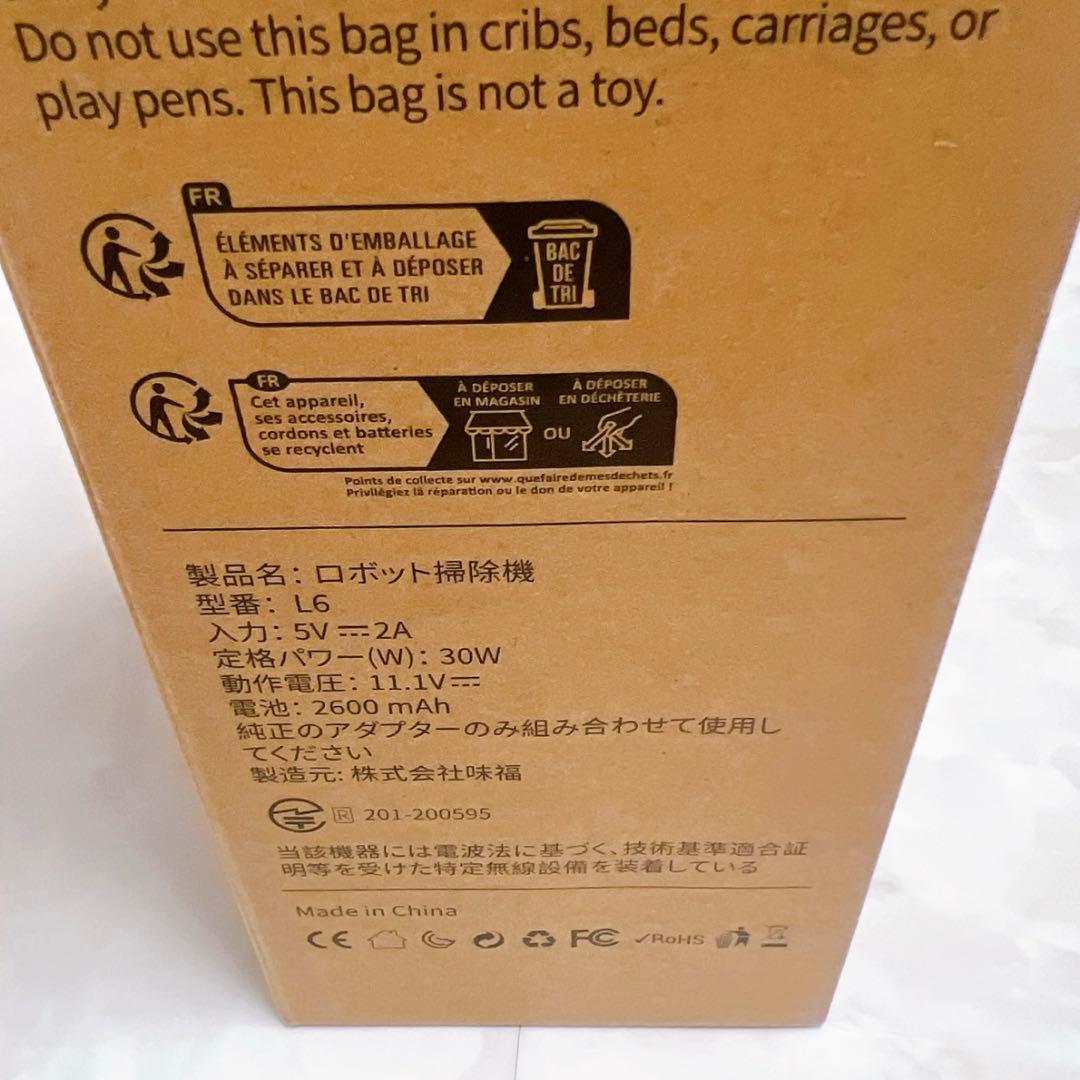 Do not use this bag in cribs, beds, carriages, or
play pens. This bag is not a toy.
FR
ÉLÉMENTS D'EMBALLAGE
À SÉPARER ET À DÉPOSER
DANS LE BAC DE TRI
BAC
DE
TRI
FR
Cet appareil,
ses accessoires,
cordons et batteries
se recyclent
À DÉPOSER
EN MAGASIN
OU
À DÉPOSER
EN DÉCHÈTERIE
Points de collecte sur www.quefairedemesdechets.fr
Privilégiez la réparation ou le don de votre appareil !
製品名：ロボット掃除機
型番：L6
入力：5V⎓2A
定格パワー(W)：30W
動作電圧：11.1V⎓
電池：2600 mAh
純正のアダプターのみ組み合わせて使用し
てください
製造元：株式会社味福
R 201-200595
当該機器には電波法に基づく、技術基準適合証
明等を受けた特定無線設備を装着している
Made in China
CE FC ✓RoHS